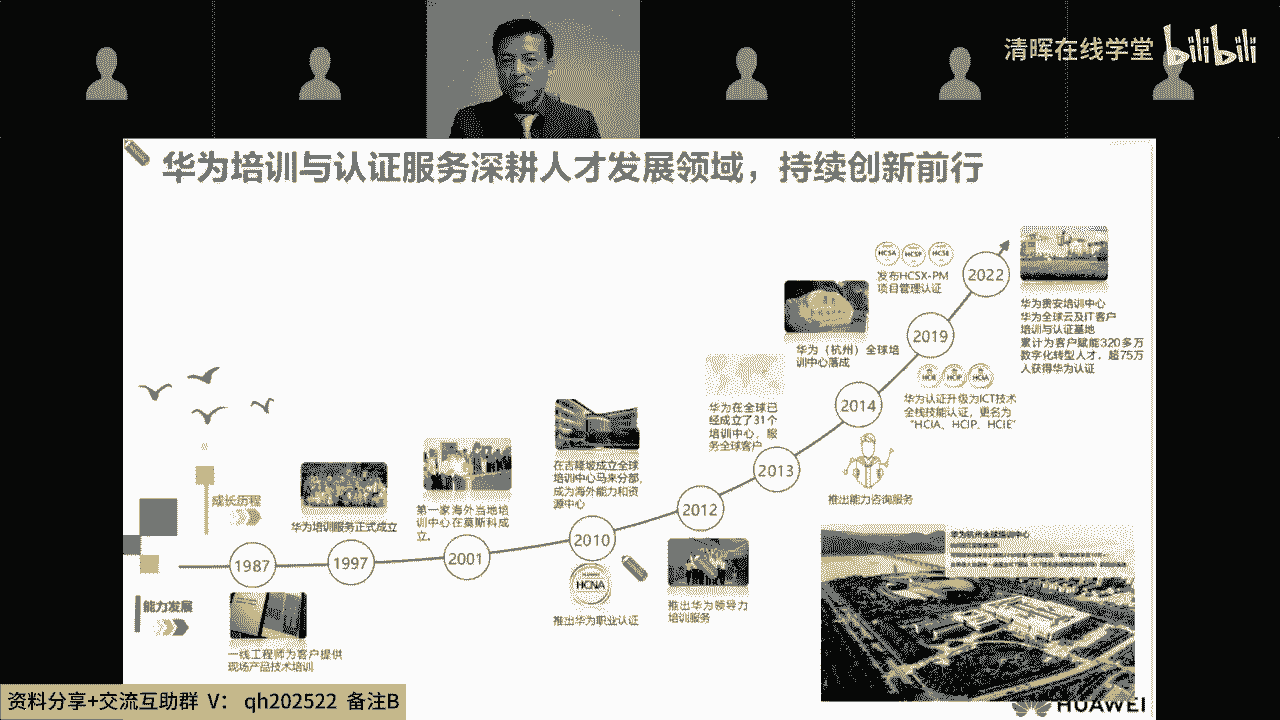 清晖在线学堂 bilibili
华为培训与认证服务深耕人才发展领域，持续创新前行
HCSA HCSP HCSE
发布HCSX-PM
项目管理认证
2022
华为贵安培训中心
华为全球云及IT客户
培训与认证基地
累计为客户赋能320多万
数字化转型人才，超75万
人获得华为认证
2019
华为（杭州）全球培
训中心落成
HCIE HCIP HCIA
华为认证升级为ICT技术
全栈技能认证，更名为
“HCIA、HCIP、HCIE”
2014
华为在全球已
经成立了31个
培训中心，服
务全球客户
2013
推出能力咨询服务
在吉隆坡成立全球
培训中心马来分部，
成为海外能力和资
源中心
2012
成长历程
第一家海外当地培
训中心在莫斯科成
立。
华为培训服务正式成立
2010
2001
1997
1987
HCNA
推出华为职业认证
推出华为领导力
培训服务
能力发展
一线工程师为客户提供
现场产品技术培训
华为杭州全球培训中心
HUAWEI
资料分享+交流互助群 V： qh202522 备注B